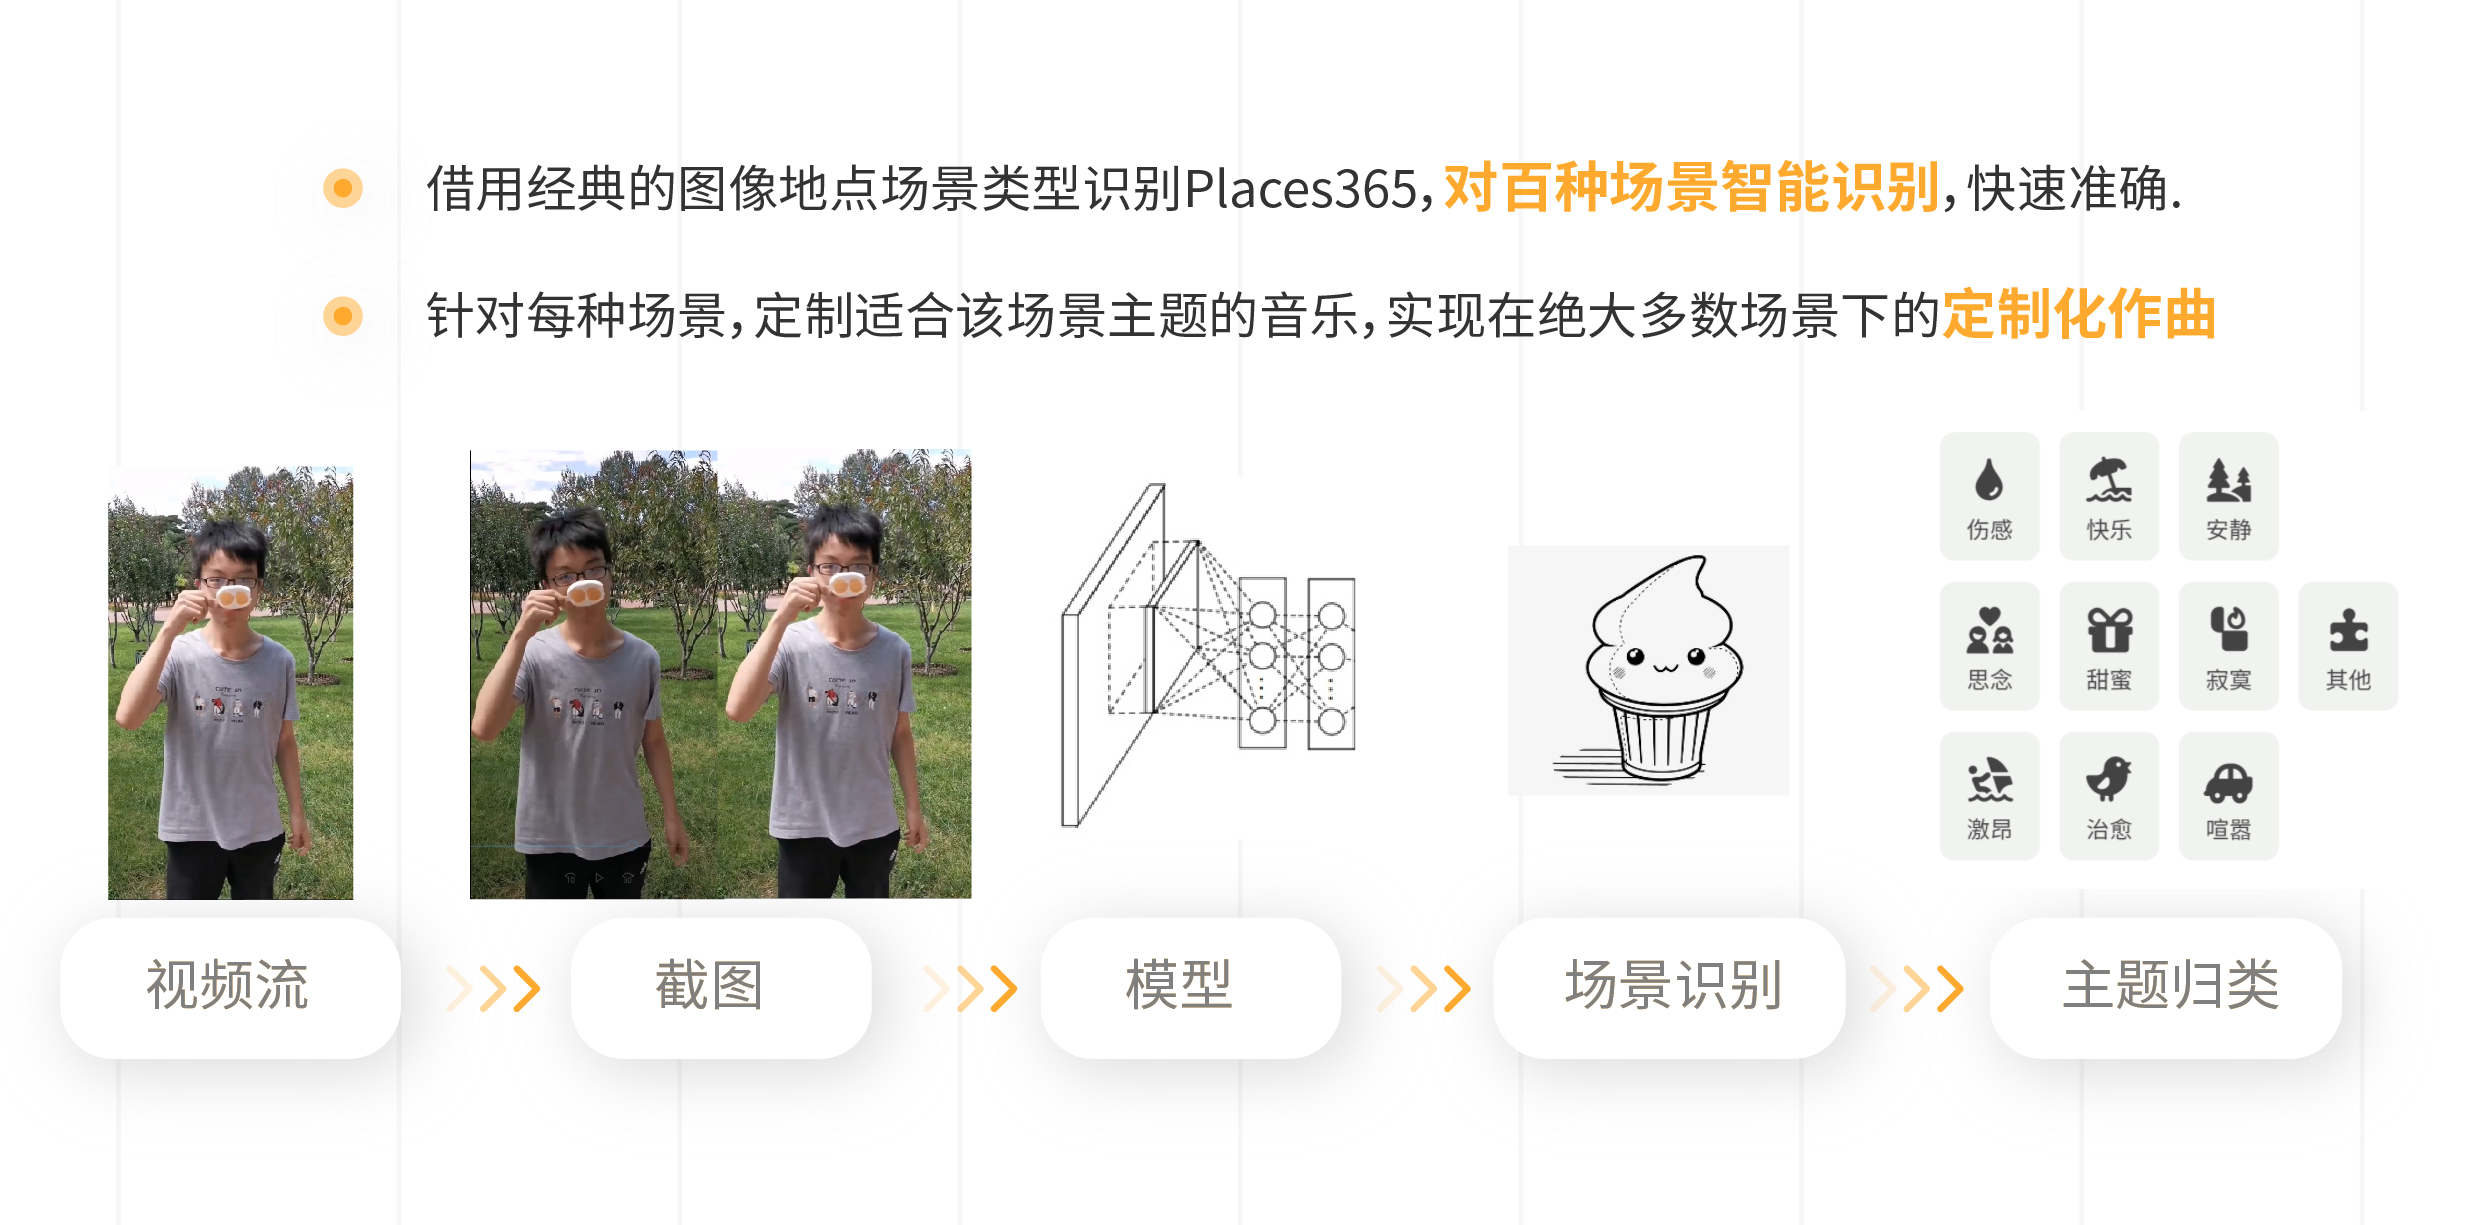 借用经典的图像地点场景类型识别Places365,对百种场景智能识别,快速准确.
针对每种场景,定制适合该场景主题的音乐,实现在绝大多数场景下的定制化作曲
伤感 快乐 安静
思念 甜蜜 寂寞 其他
激昂 治愈 喧嚣
10 30
视频流 截图 模型 场景识别 主题归类